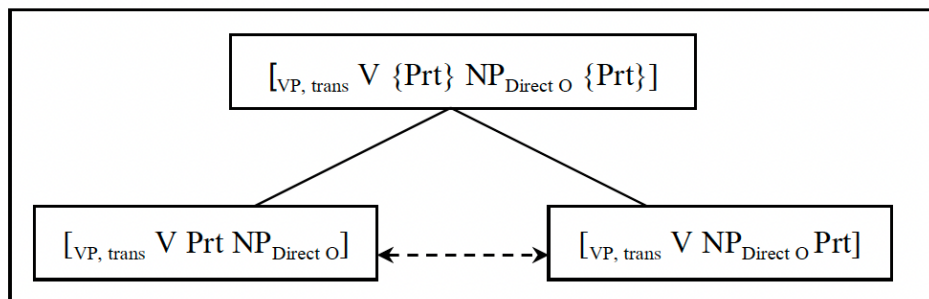 [VP, trans V {Prt} NPDirect O {Prt}]
[VP, trans V Prt NPDirect O]
[VP, trans V NPDirect O Prt]